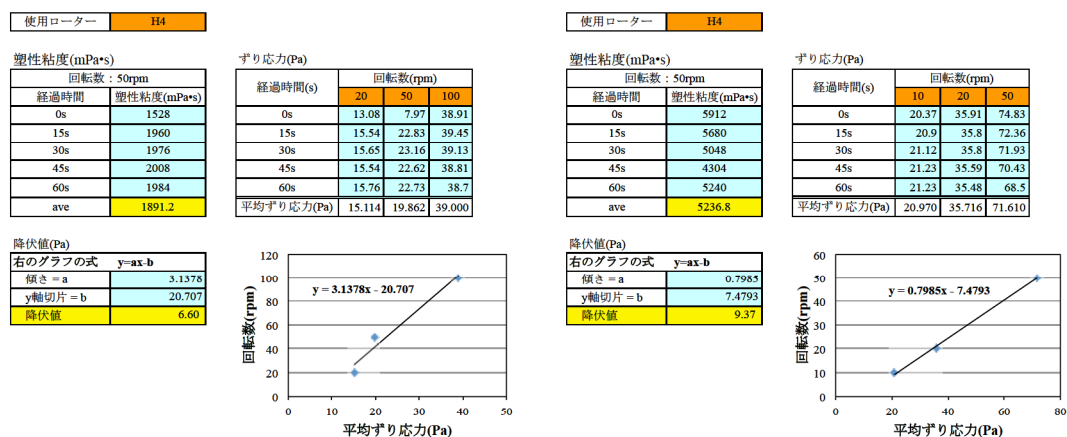 使用ローター H4
塑性粘度(mPa•s)
回転数：50rpm
経過時間 塑性粘度(mPa•s)
0s 1528
15s 1960
30s 1976
45s 2008
60s 1984
ave 1891.2
ずり応力(Pa)
経過時間(s) 回転数(rpm)
20 50 100
0s 13.08 7.97 38.91
15s 15.54 22.83 39.45
30s 15.65 23.16 39.13
45s 15.54 22.62 38.81
60s 15.76 22.73 38.7
平均ずり応力(Pa) 15.114 19.862 39.000
降伏値(Pa)
右のグラフの式 y=ax-b
傾き＝a 3.1378
y軸切片＝b 20.707
降伏値 6.60
回転数(rpm)
120
100
80
60
40
20
0
y = 3.1378x - 20.707
0 10 20 30 40 50
平均ずり応力(Pa)
使用ローター H4
塑性粘度(mPa•s)
回転数：50rpm
経過時間 塑性粘度(mPa•s)
0s 5912
15s 5680
30s 5048
45s 4304
60s 5240
ave 5236.8
ずり応力(Pa)
経過時間(s) 回転数(rpm)
10 20 50
0s 20.37 35.91 74.83
15s 20.9 35.8 72.36
30s 21.12 35.8 71.93
45s 21.23 35.59 70.43
60s 21.23 35.48 68.5
平均ずり応力(Pa) 20.970 35.716 71.610
降伏値(Pa)
右のグラフの式 y=ax-b
傾き＝a 0.7985
y軸切片＝b 7.4793
降伏値 9.37
回転数(rpm)
60
50
40
30
20
10
0
y = 0.7985x - 7.4793
0 20 40 60 80
平均ずり応力(Pa)